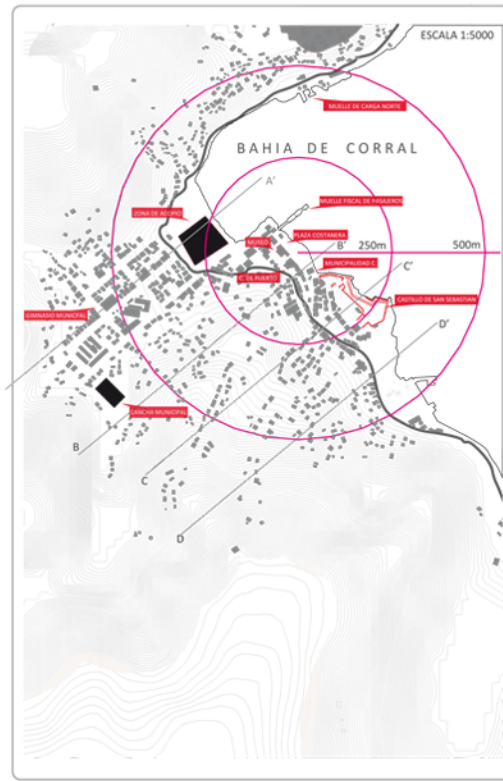 ESCALA 1:5000
MUELLE DE CARGA NORTE
BAHIA DE CORRAL
A'
MUELLE FISCAL DE PASAJEROS
ZONA DE ACOPIO
PLAZA COSTANERA
MUSEO
B'
250m
500m
MUNICIPALIDAD C.
C'
C. DE PUERTO
CASTILLO DE SAN SEBASTIAN
GIMNASIO MUNICPAL
D'
CANCHA MUNICIPAL
B
C
D